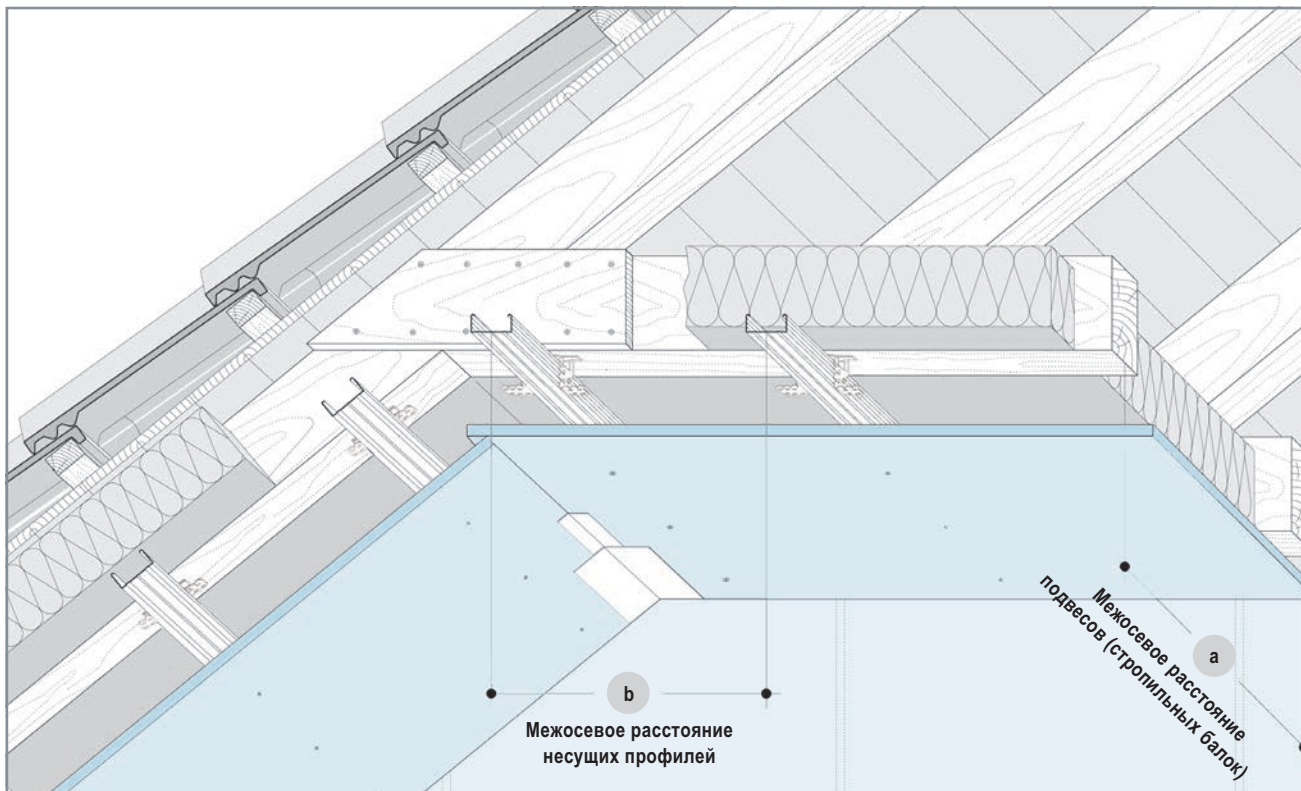 b
Межосевое расстояние
несущих профилей
a
Межосевое расстояние
подвесов (стропильных балок)